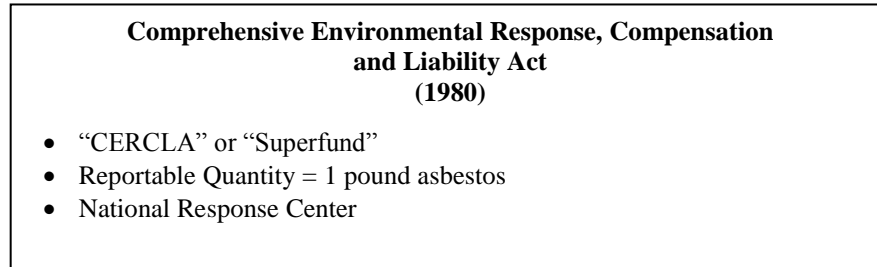 Comprehensive Environmental Response, Compensation
and Liability Act
(1980)
• “CERCLA” or “Superfund”
• Reportable Quantity = 1 pound asbestos
• National Response Center